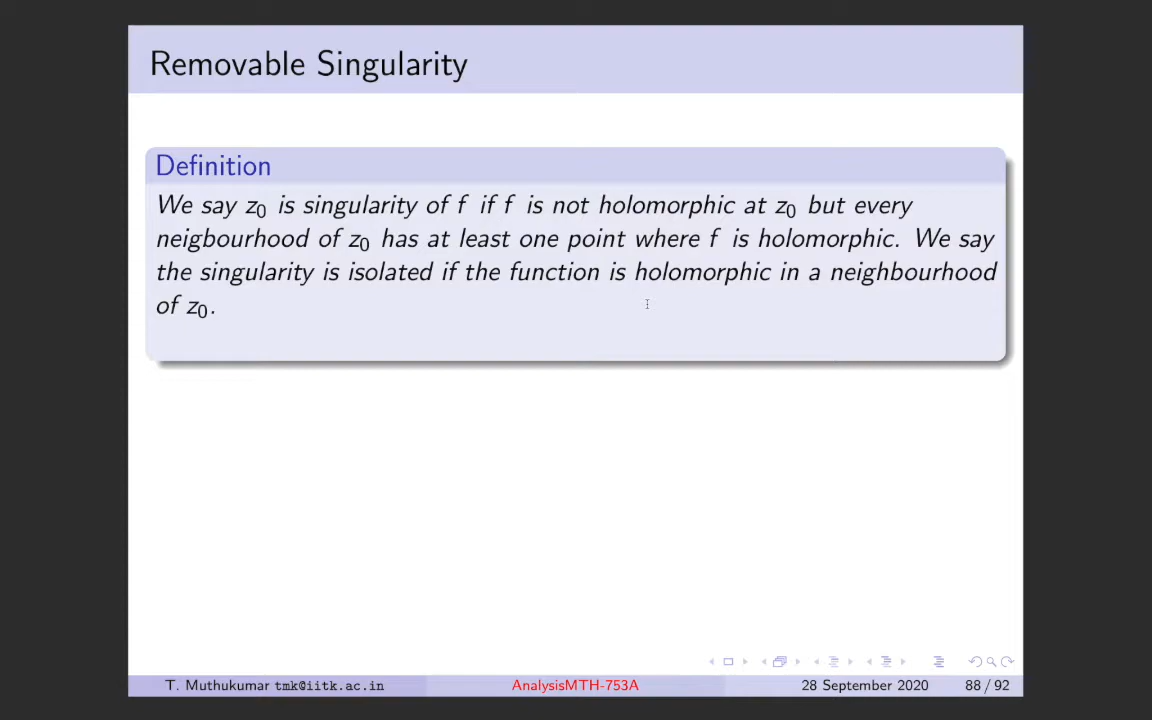 Removable Singularity
Definition
We say z₀ is singularity of f if f is not holomorphic at z₀ but every
neigbourhood of z₀ has at least one point where f is holomorphic. We say
the singularity is isolated if the function is holomorphic in a neighbourhood
of z₀.
T. Muthukumar tmk@iitk.ac.in AnalysisMTH-753A 28 September 2020 88 / 92